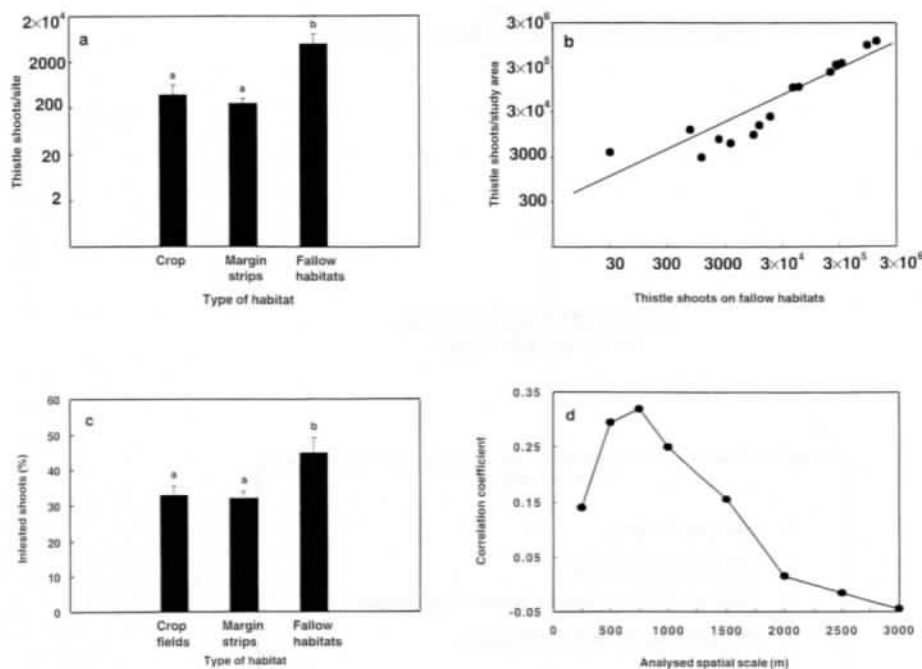 a
Thistle shoots/site
2×10⁴
2000
200
20
2
a
a
b
Crop
Margin strips
Fallow habitats
Type of habitat
b
Thistle shoots/study area
3×10⁶
3×10⁵
3×10⁴
3000
300
30
300
3000
3×10⁴
3×10⁵
3×10⁶
Thistle shoots on fallow habitats
c
Infested shoots (%)
60
50
40
30
20
10
0
a
a
b
Crop fields
Margin strips
Fallow habitats
Type of habitat
d
Correlation coefficient
0.35
0.25
0.15
0.05
-0.05
0
500
1000
1500
2000
2500
3000
Analysed spatial scale (m)